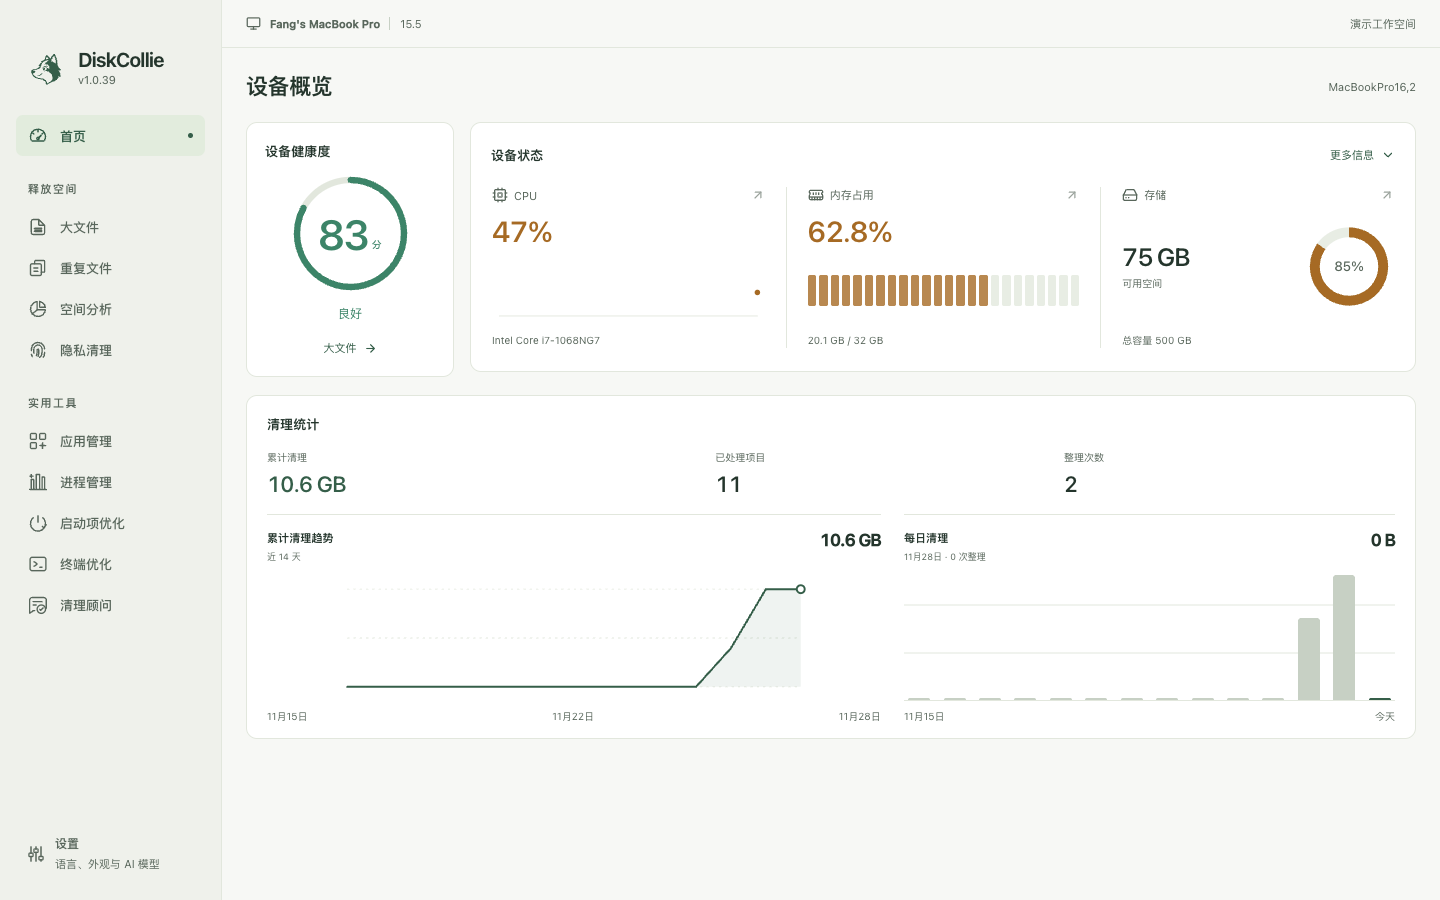 DiskCollie
v1.0.39
首页
释放空间
大文件
重复文件
空间分析
隐私清理
实用工具
应用管理
进程管理
启动项优化
终端优化
清理顾问
设置
语言、外观与 AI 模型
Fang's MacBook Pro
15.5
演示工作空间
设备概览
MacBookPro16,2
设备健康度
83 分
良好
大文件
设备状态
更多信息
CPU
47%
Intel Core i7-1068NG7
内存占用
62.8%
20.1 GB / 32 GB
存储
75 GB
可用空间
85%
总容量 500 GB
清理统计
累计清理
10.6 GB
已处理项目
11
整理次数
2
累计清理趋势
近 14 天
10.6 GB
11月15日
11月22日
11月28日
每日清理
11月28日 · 0 次整理
0 B
11月15日
今天